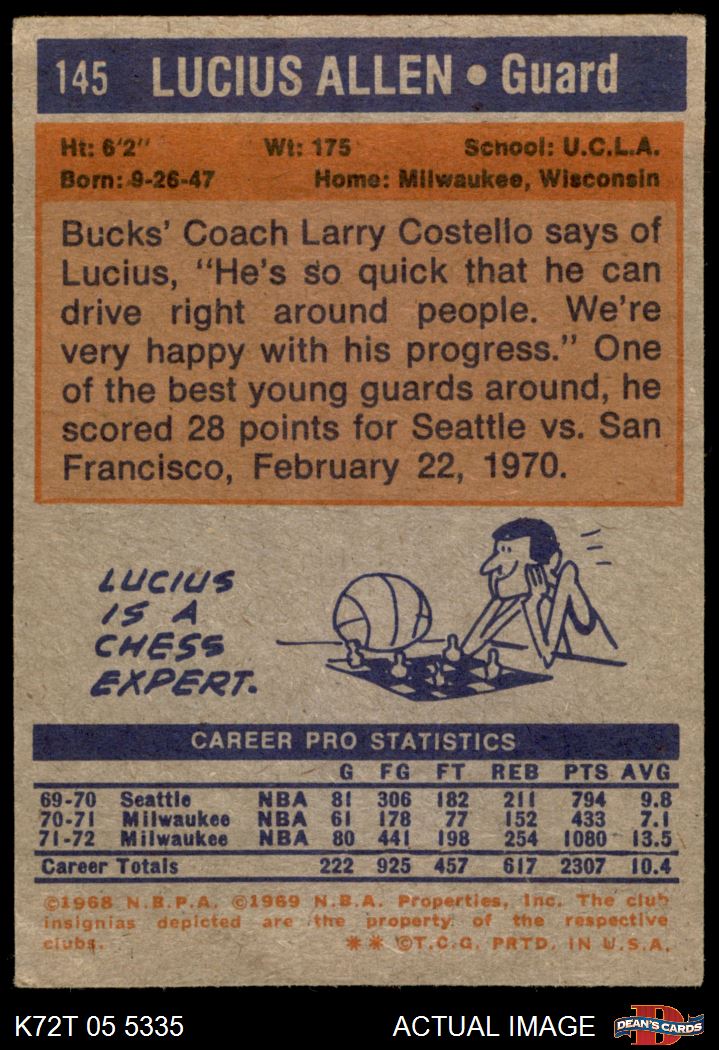 145 LUCIUS ALLEN • Guard
Ht: 6'2" Wt: 175 School: U.C.L.A.
Born: 9-26-47 Home: Milwaukee, Wisconsin
Bucks' Coach Larry Costello says of
Lucius, "He's so quick that he can
drive right around people. We're
very happy with his progress." One
of the best young guards around, he
scored 28 points for Seattle vs. San
Francisco, February 22, 1970.
LUCIUS
IS A
CHESS
EXPERT.
CAREER PRO STATISTICS
G FG FT REB PTS AVG
69-70 Seattle NBA 81 306 182 211 794 9.8
70-71 Milwaukee NBA 61 178 77 152 433 7.1
71-72 Milwaukee NBA 80 441 198 254 1080 13.5
Career Totals 222 925 457 617 2307 10.4
©1968 N.B.P.A. ©1969 N.B.A. Properties, Inc. The club
insignias depicted are the property of the respective
clubs. ** ©T.C.G. PRTD. IN U.S.A.
K72T 05 5335 ACTUAL IMAGE DEAN'S CARDS